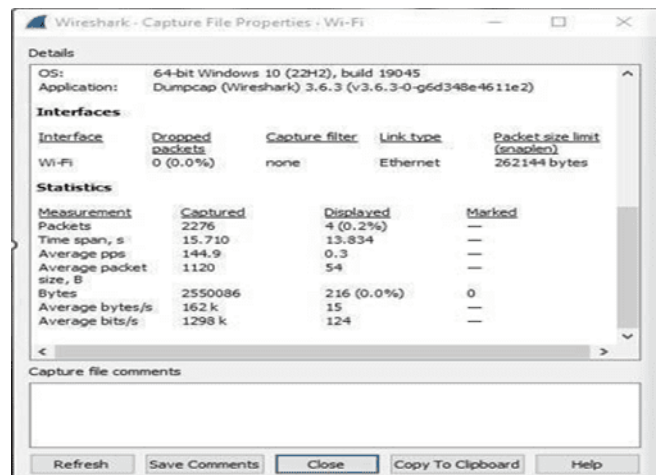 Wireshark · Capture File Properties · Wi-Fi
Details
OS: 64-bit Windows 10 (22H2), build 19045
Application: Dumpcap (Wireshark) 3.6.3 (v3.6.3-0-g6d348e4611e2)
Interfaces
Interface Dropped packets Capture filter Link type Packet size limit (snaplen)
Wi-Fi 0 (0.0%) none Ethernet 262144 bytes
Statistics
Measurement Captured Displayed Marked
Packets 2276 4 (0.2%) —
Time span, s 15.710 13.834 —
Average pps 144.9 0.3 —
Average packet size, B 1120 54 —
Bytes 2550086 216 (0.0%) 0
Average bytes/s 162 k 15 —
Average bits/s 1298 k 124 —
Capture file comments
Refresh Save Comments Close Copy To Clipboard Help